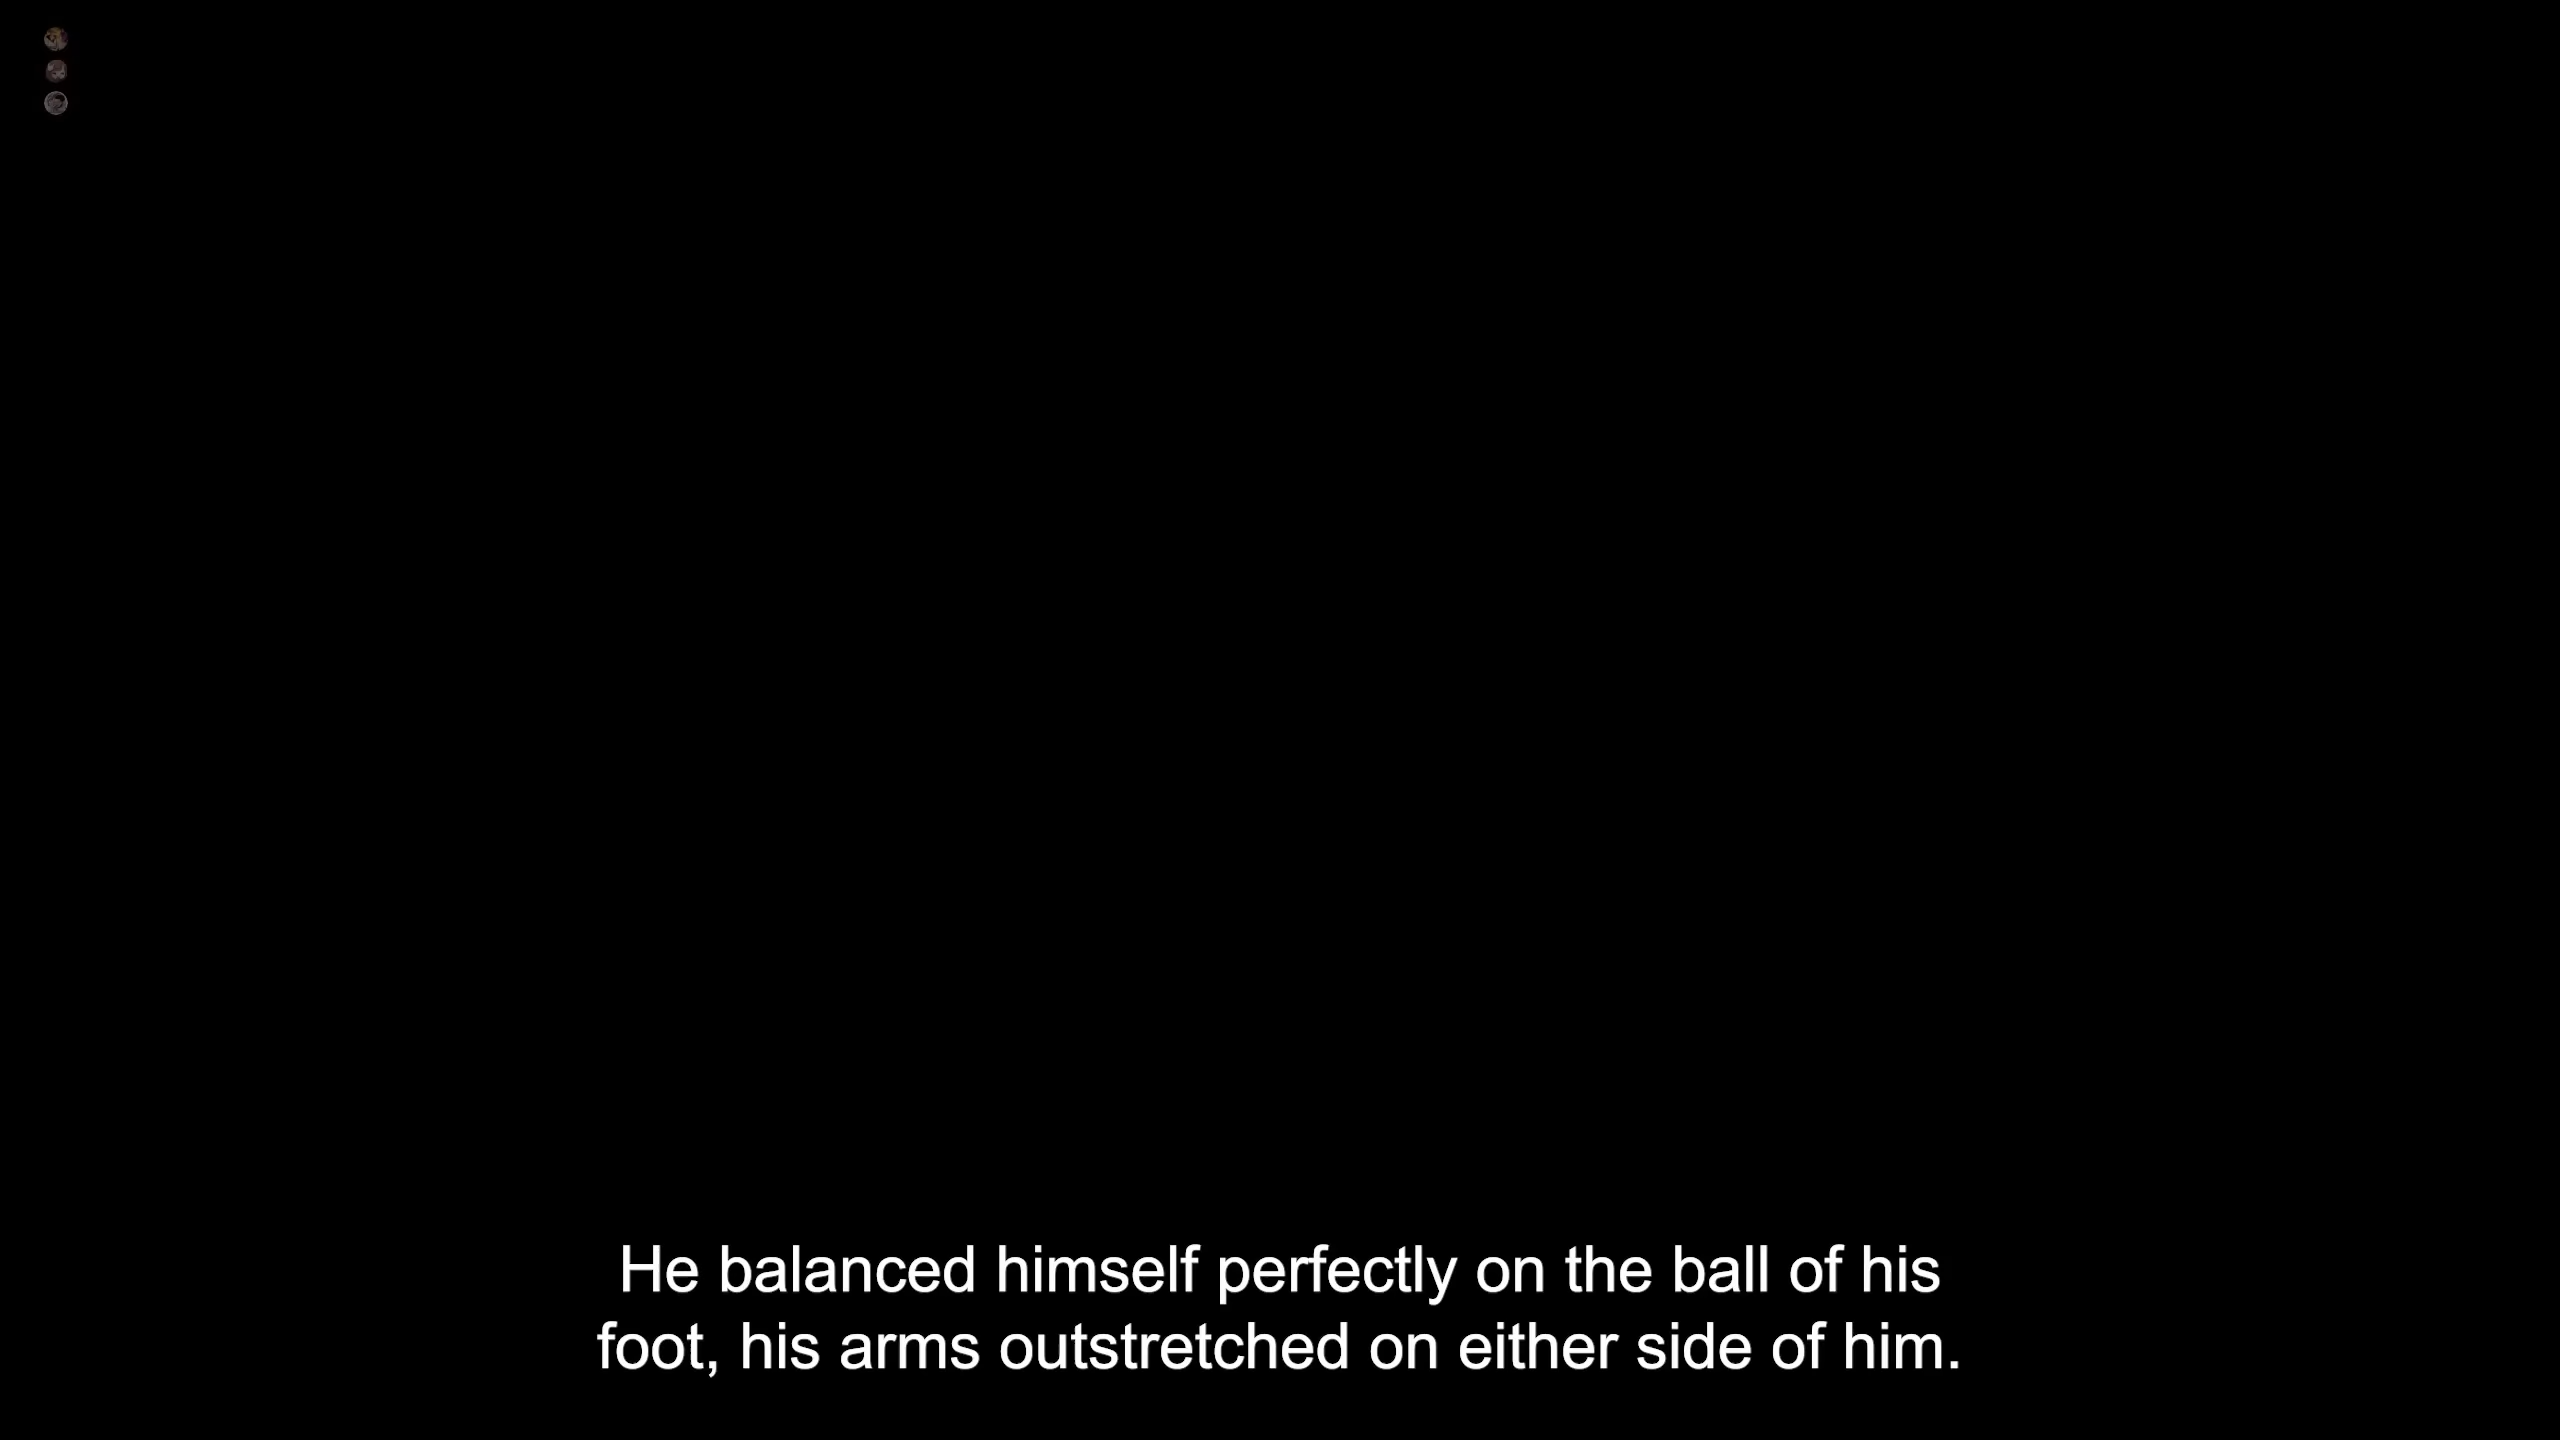 He balanced himself perfectly on the ball of his
foot, his arms outstretched on either side of him.